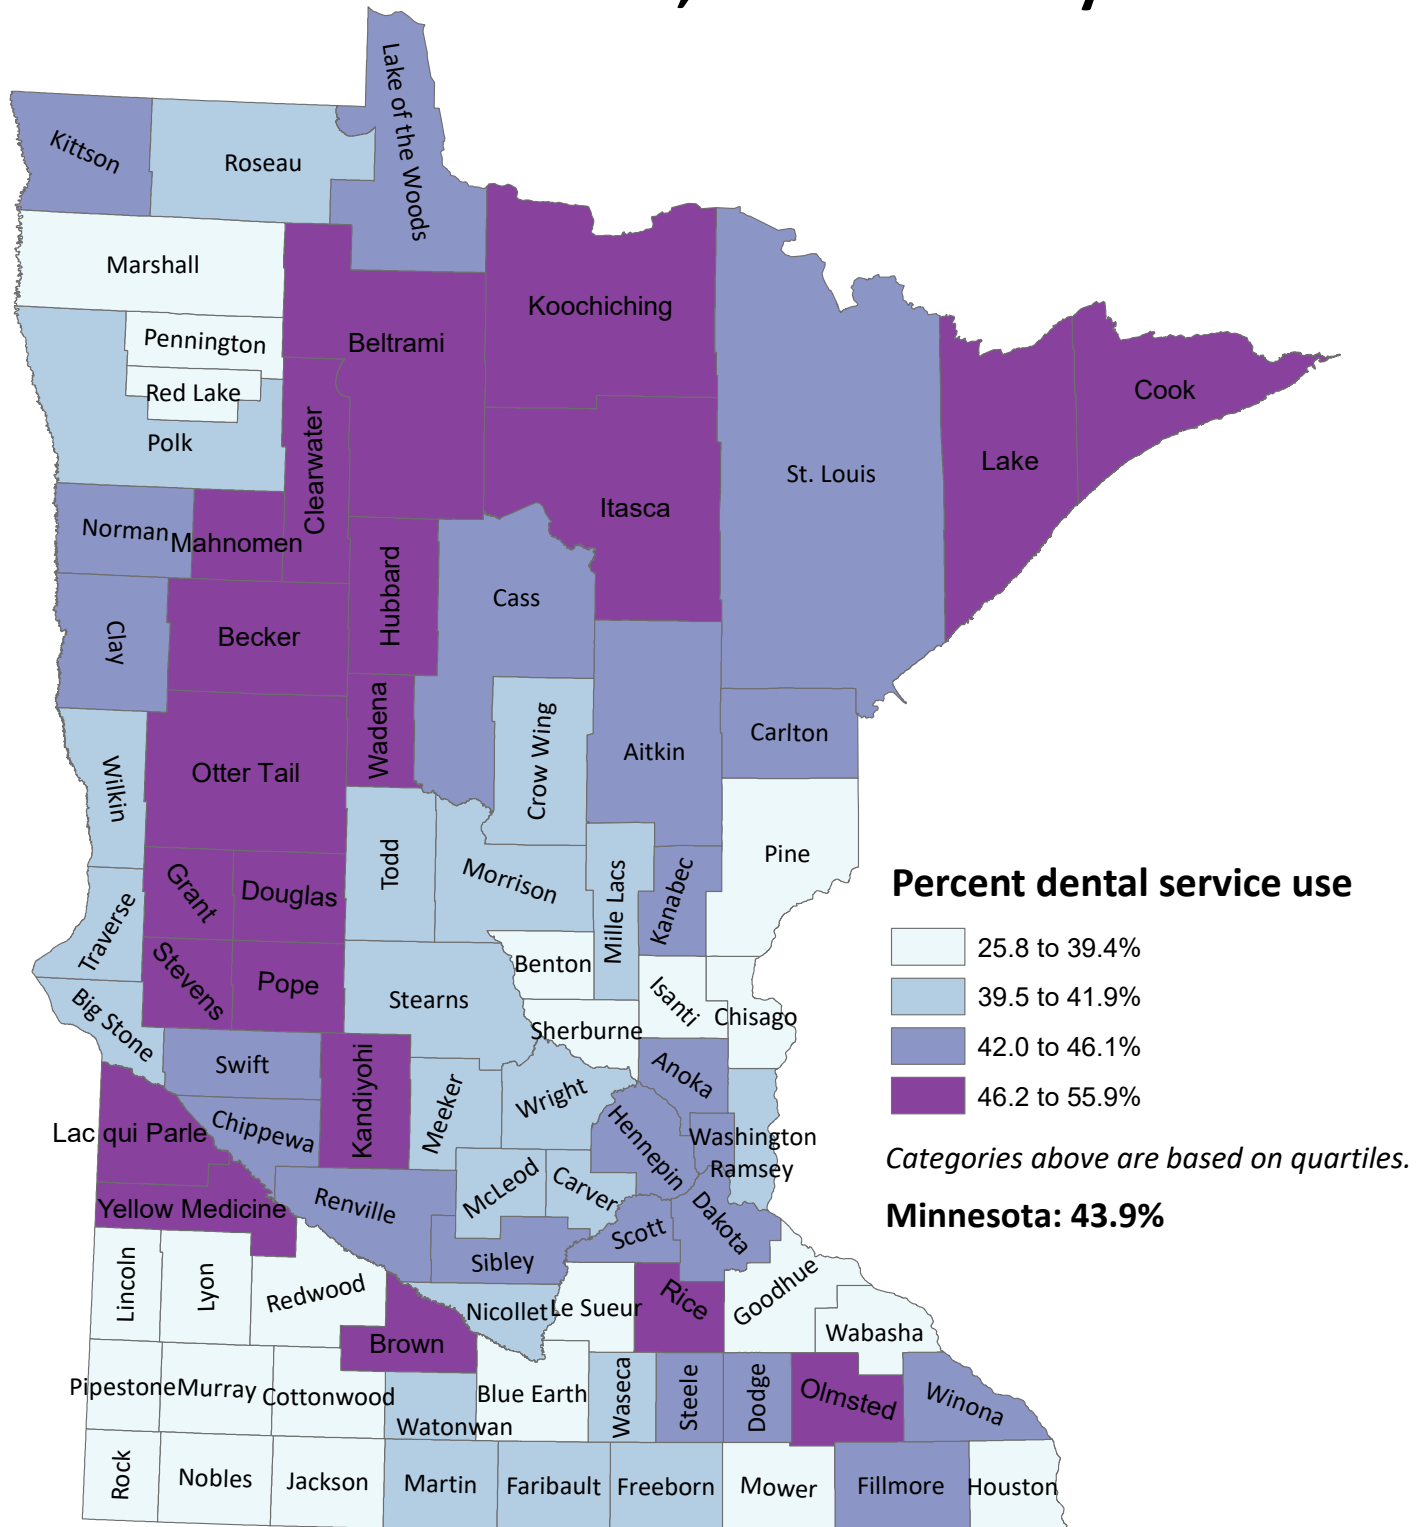 Lake of the Woods
Kittson
Roseau
Marshall
Koochiching
Pennington
Beltrami
Red Lake
Cook
Polk
Clearwater
Lake
St. Louis
Itasca
Norman
Mahnomen
Hubbard
Cass
Clay
Becker
Wadena
Crow Wing
Carlton
Aitkin
Otter Tail
Wilkin
Todd
Morrison
Pine
Mille Lacs
Kanabec
Grant
Douglas
Traverse
Benton
Stevens
Pope
Stearns
Isanti
Chisago
Big Stone
Sherburne
Swift
Kandiyohi
Anoka
Meeker
Wright
Lac qui Parle
Chippewa
Hennepin
Washington
Ramsey
McLeod
Carver
Yellow Medicine
Renville
Dakota
Scott
Sibley
Lincoln
Lyon
Redwood
Nicollet
Le Sueur
Rice
Goodhue
Wabasha
Brown
Pipestone
Murray
Cottonwood
Watonwan
Blue Earth
Waseca
Steele
Dodge
Olmsted
Winona
Rock
Nobles
Jackson
Martin
Faribault
Freeborn
Mower
Fillmore
Houston
Percent dental service use
25.8 to 39.4%
39.5 to 41.9%
42.0 to 46.1%
46.2 to 55.9%
Categories above are based on quartiles.
Minnesota: 43.9%